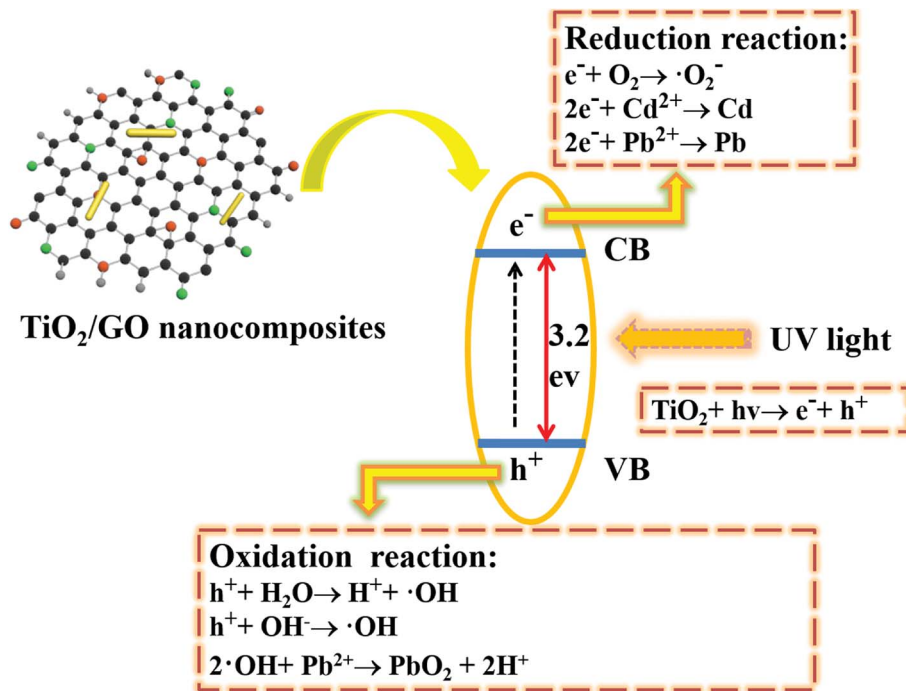 Reduction reaction:
e⁻+ O₂→ ·O₂⁻
2e⁻+ Cd²⁺→ Cd
2e⁻+ Pb²⁺→ Pb
e⁻
CB
TiO₂/GO nanocomposites
3.2
ev
UV light
TiO₂+ hν→ e⁻+ h⁺
h⁺
VB
Oxidation reaction:
h⁺+ H₂O→ H⁺+ ·OH
h⁺+ OH⁻→ ·OH
2·OH+ Pb²⁺→ PbO₂ + 2H⁺